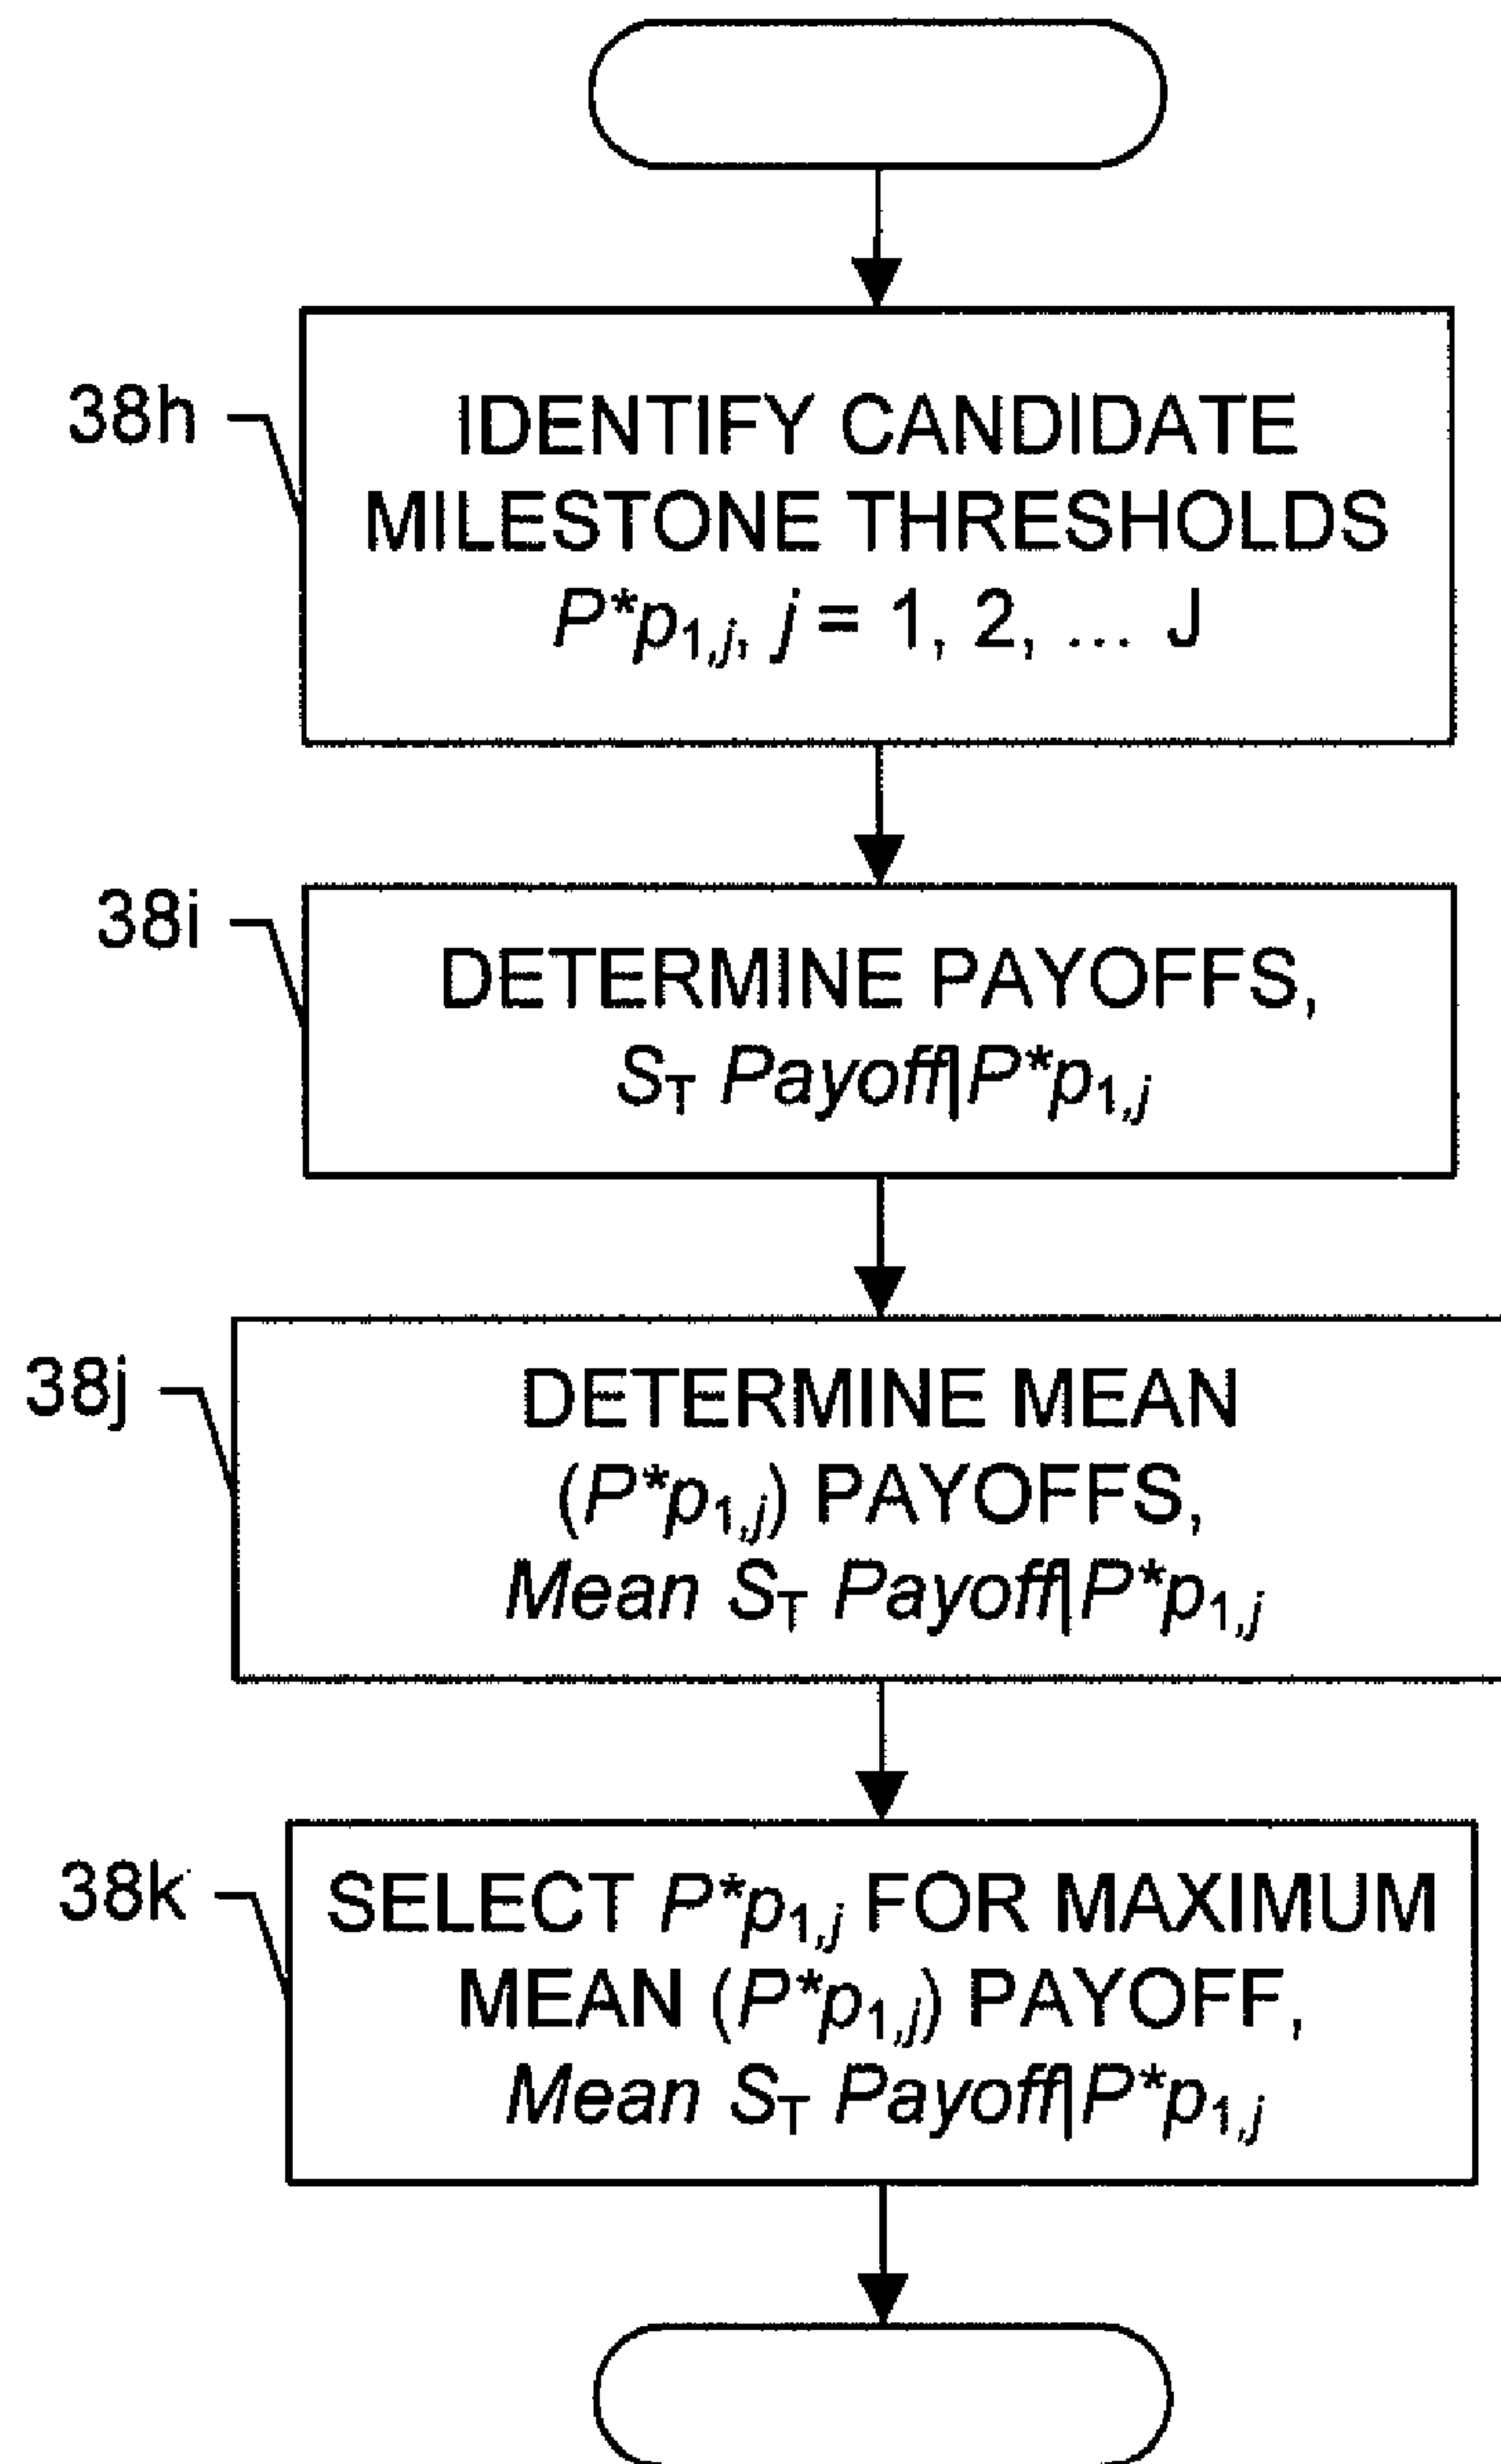 38h
IDENTIFY CANDIDATE
MILESTONE THRESHOLDS
P*p1,j, j = 1, 2, ... J
38i
DETERMINE PAYOFFS,
ST Payoff|P*p1,j
38j
DETERMINE MEAN
(P*p1,j) PAYOFFS,
Mean ST Payoff|P*p1,j
38k
SELECT P*p1,j FOR MAXIMUM
MEAN (P*p1,j) PAYOFF,
Mean ST Payoff|P*p1,j